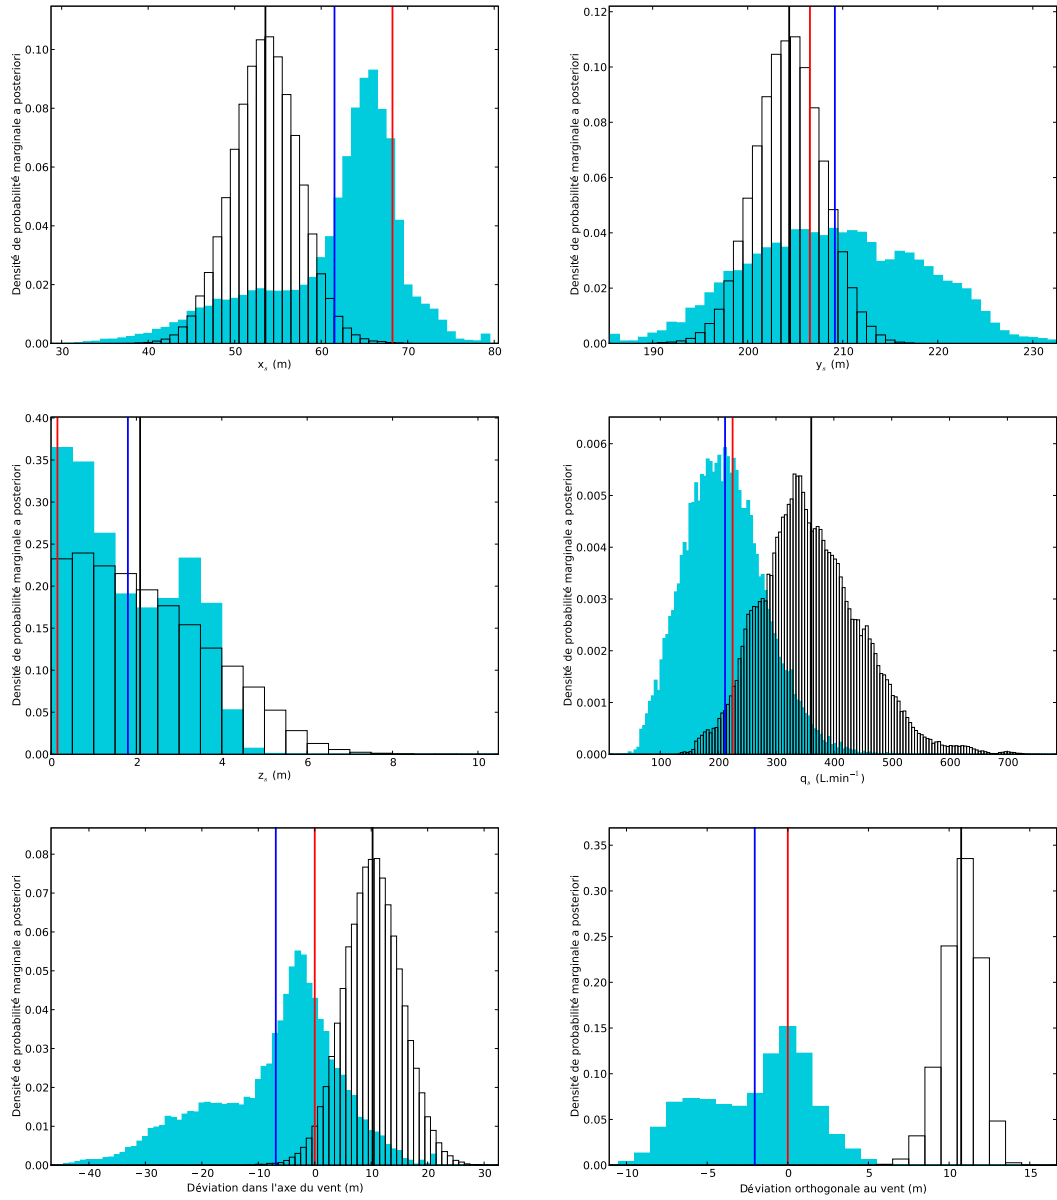 Densité de probabilité marginale a posteriori
0.10
0.08
0.06
0.04
0.02
0.00
30 40 50 60 70 80
xₛ (m)
Densité de probabilité marginale a posteriori
0.12
0.10
0.08
0.06
0.04
0.02
0.00
190 200 210 220 230
yₛ (m)
Densité de probabilité marginale a posteriori
0.40
0.35
0.30
0.25
0.20
0.15
0.10
0.05
0.00
0 2 4 6 8 10
zₛ (m)
Densité de probabilité marginale a posteriori
0.006
0.005
0.004
0.003
0.002
0.001
0.000
100 200 300 400 500 600 700
qₛ (L.min⁻¹)
Densité de probabilité marginale a posteriori
0.08
0.07
0.06
0.05
0.04
0.03
0.02
0.01
0.00
−40 −30 −20 −10 0 10 20 30
Déviation dans l'axe du vent (m)
Densité de probabilité marginale a posteriori
0.35
0.30
0.25
0.20
0.15
0.10
0.05
0.00
−10 −5 0 5 10 15
Déviation orthogonale au vent (m)